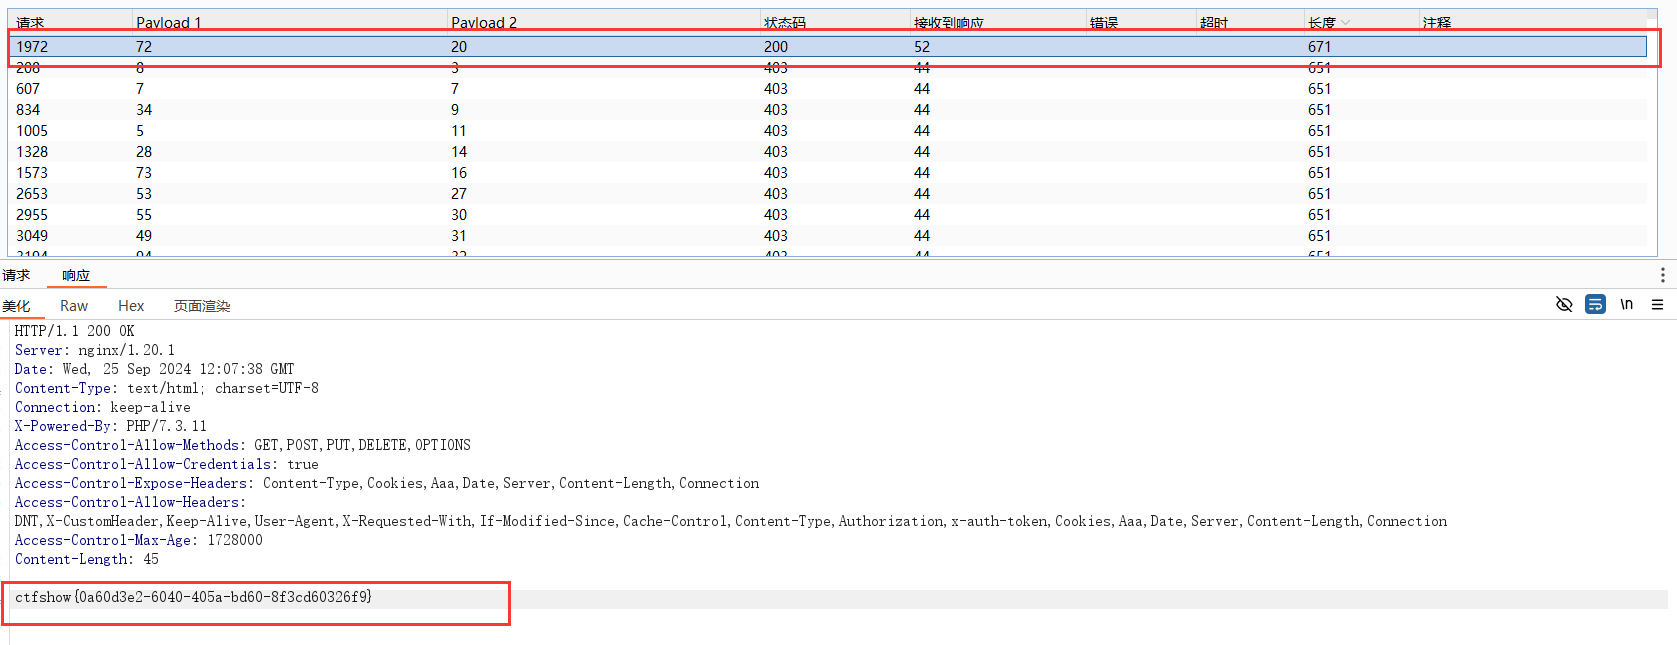 请求 Payload 1 Payload 2 状态码 接收到响应 错误 超时 长度 注释
1972 72 20 200 52 671
208 8 3 403 44 651
607 7 7 403 44 651
834 34 9 403 44 651
1005 5 11 403 44 651
1328 28 14 403 44 651
1573 73 16 403 44 651
2653 53 27 403 44 651
2955 55 30 403 44 651
3049 49 31 403 44 651
3194 94 32 403 44 651
请求 响应
美化 Raw Hex 页面渲染 \n
HTTP/1.1 200 OK
Server: nginx/1.20.1
Date: Wed, 25 Sep 2024 12:07:38 GMT
Content-Type: text/html; charset=UTF-8
Connection: keep-alive
X-Powered-By: PHP/7.3.11
Access-Control-Allow-Methods: GET,POST,PUT,DELETE,OPTIONS
Access-Control-Allow-Credentials: true
Access-Control-Expose-Headers: Content-Type,Cookies,Aaa,Date,Server,Content-Length,Connection
Access-Control-Allow-Headers:
DNT,X-CustomHeader,Keep-Alive,User-Agent,X-Requested-With,If-Modified-Since,Cache-Control,Content-Type,Authorization,x-auth-token,Cookies,Aaa,Date,Server,Content-Length,Connection
Access-Control-Max-Age: 1728000
Content-Length: 45
ctfshow{0a60d3e2-6040-405a-bd60-8f3cd60326f9}